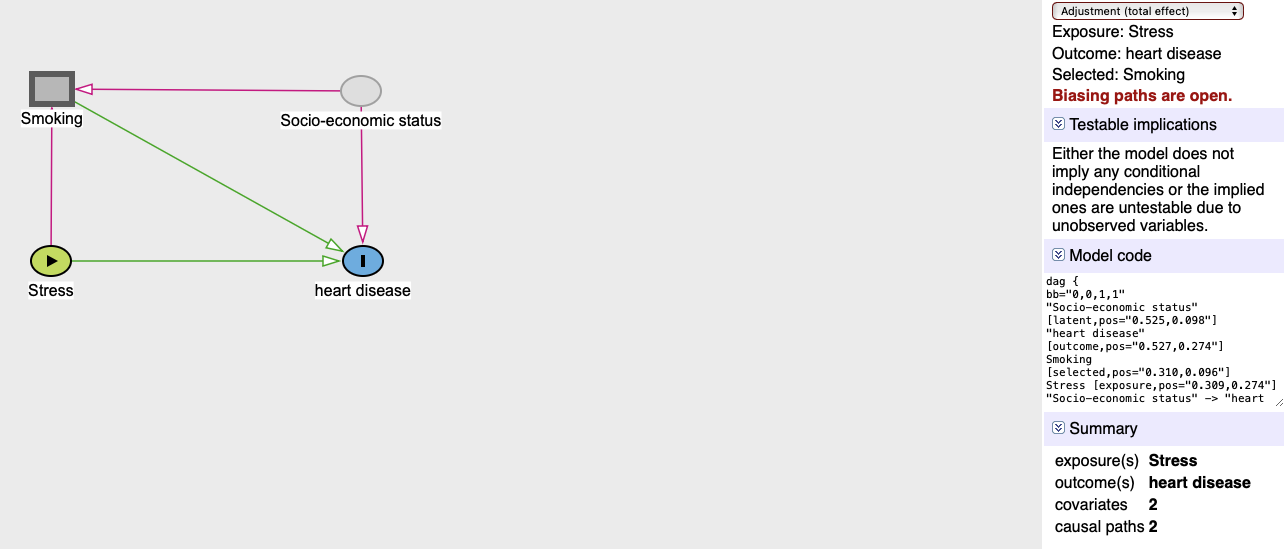 Smoking
Socio-economic status
Stress
heart disease
Adjustment (total effect)
Exposure: Stress
Outcome: heart disease
Selected: Smoking
Biasing paths are open.
Testable implications
Either the model does not
imply any conditional
independencies or the implied
ones are untestable due to
unobserved variables.
Model code
dag {
bb="0,0,1,1"
"Socio-economic status"
[latent,pos="0.525,0.098"]
"heart disease"
[outcome,pos="0.527,0.274"]
Smoking
[selected,pos="0.310,0.096"]
Stress [exposure,pos="0.309,0.274"]
"Socio-economic status" -> "heart
Summary
exposure(s) Stress
outcome(s) heart disease
covariates 2
causal paths 2